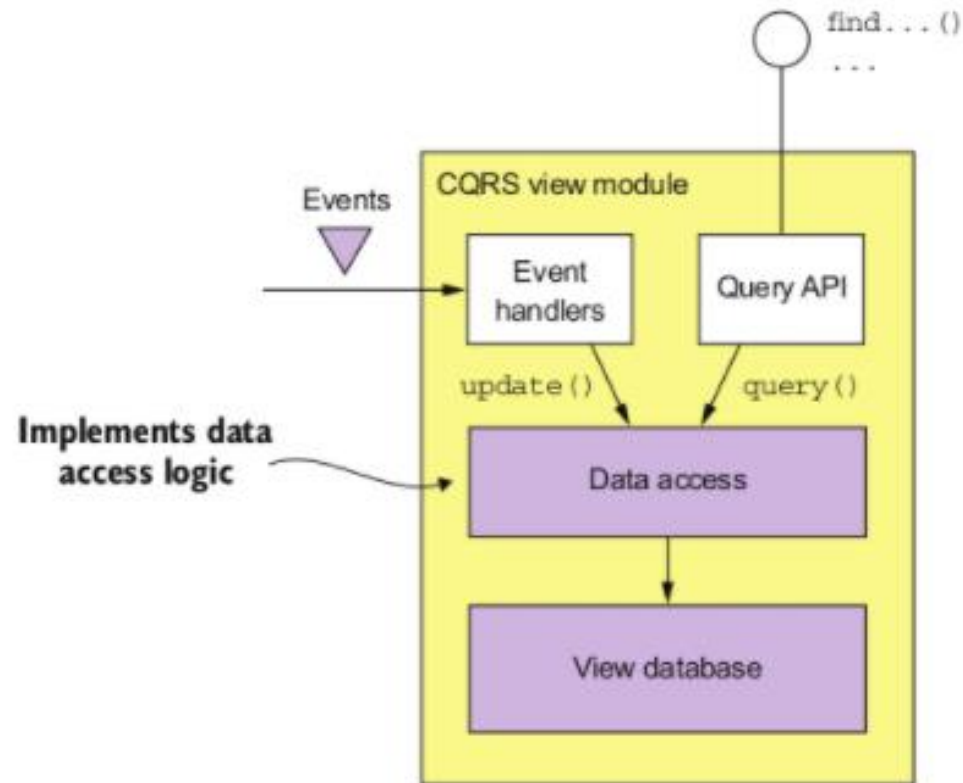 find...()
...
CQRS view module
Events
Event
handlers
Query API
update()
query()
Implements data
access logic
Data access
View database